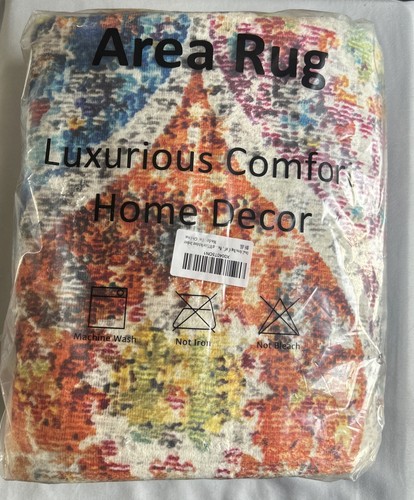 Area Rug
Luxurious Comfort
Home Decor
Machine Wash
Not Iron
Not Bleach